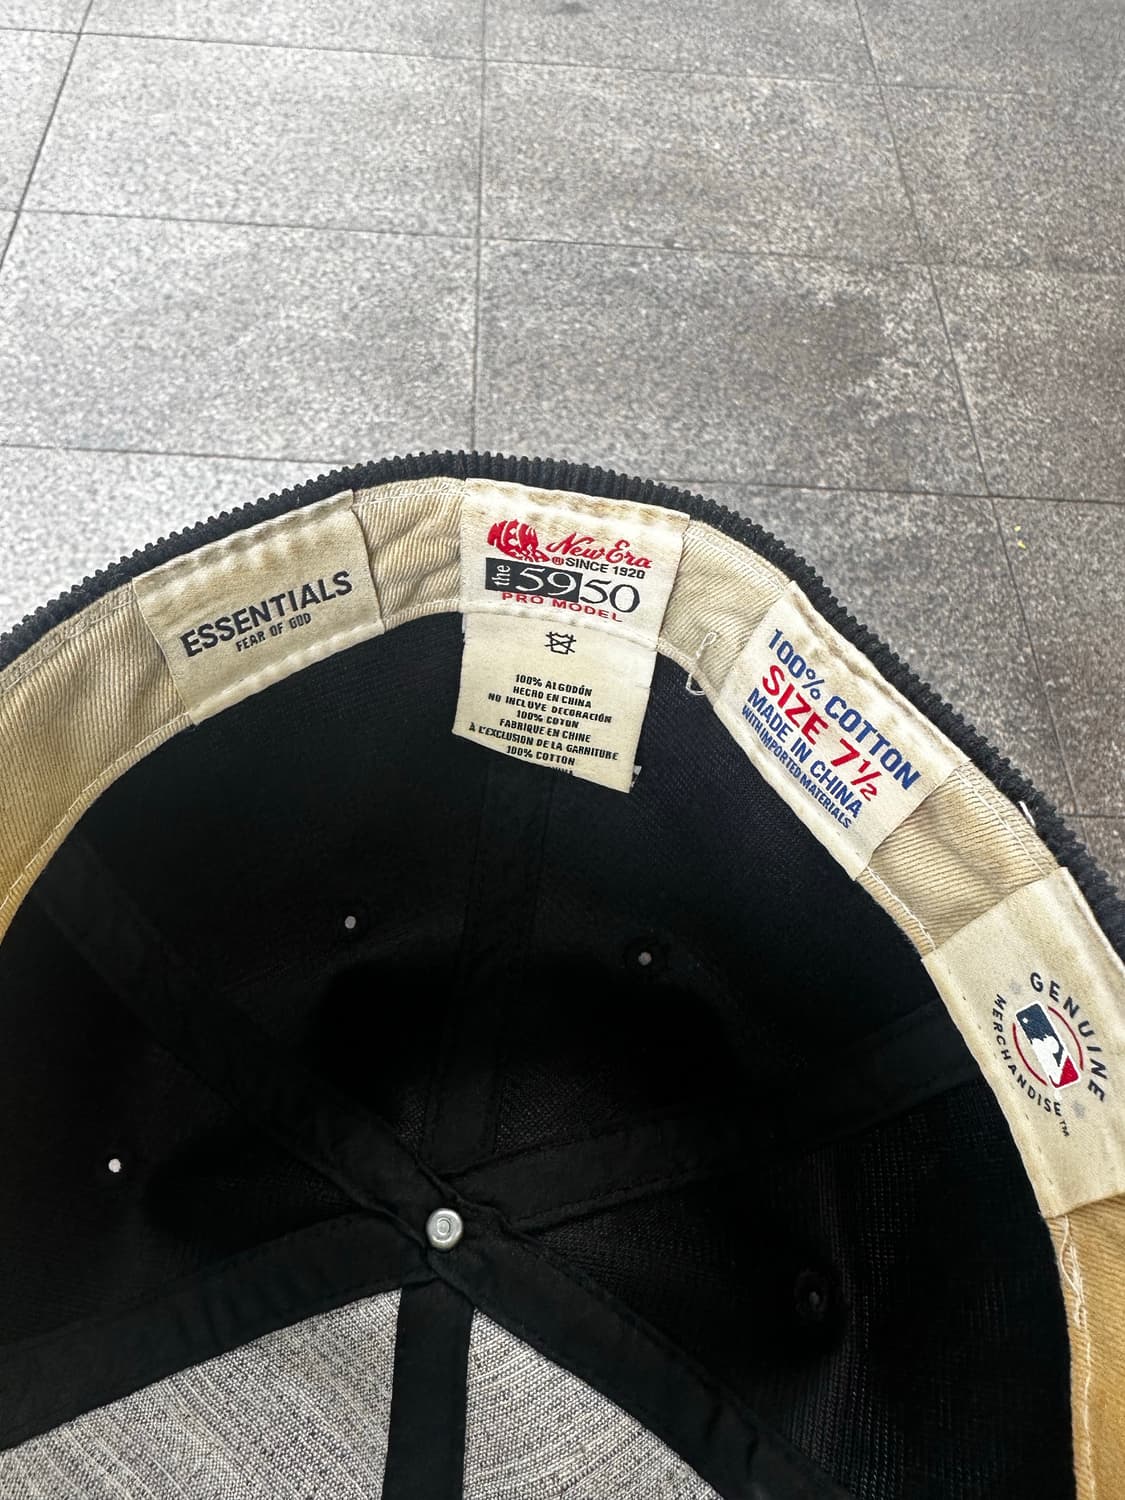 ESSENTIALS
FEAR OF GOD
NEW ERA
New Era
® SINCE 1920
the 59|50
PRO MODEL
100% ALGODÓN
HECHO EN CHINA
NO INCLUYE DECORACIÓN
100% COTON
FABRIQUE EN CHINE
À L'EXCLUSION DE LA GARNITURE
100% COTTON
100% COTTON
SIZE 7½
MADE IN CHINA
WITH IMPORTED MATERIALS
GENUINE
MERCHANDISE™